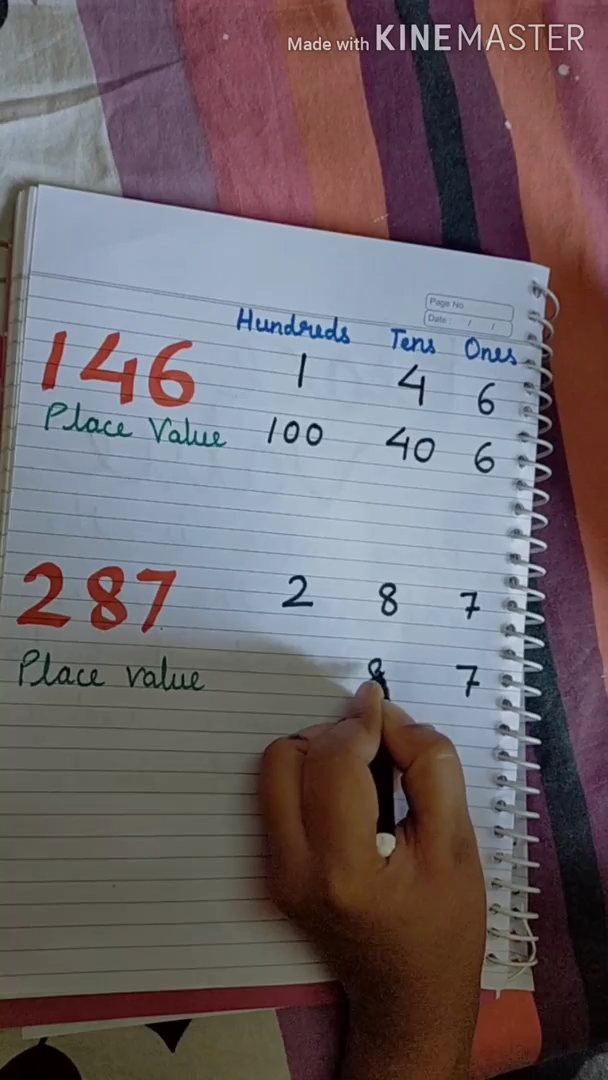 Made with KINEMASTER
Page No.
Date : / /
Hundreds Tens Ones
146 1 4 6
Place Value 100 40 6
287 2 8 7
Place value 8 7